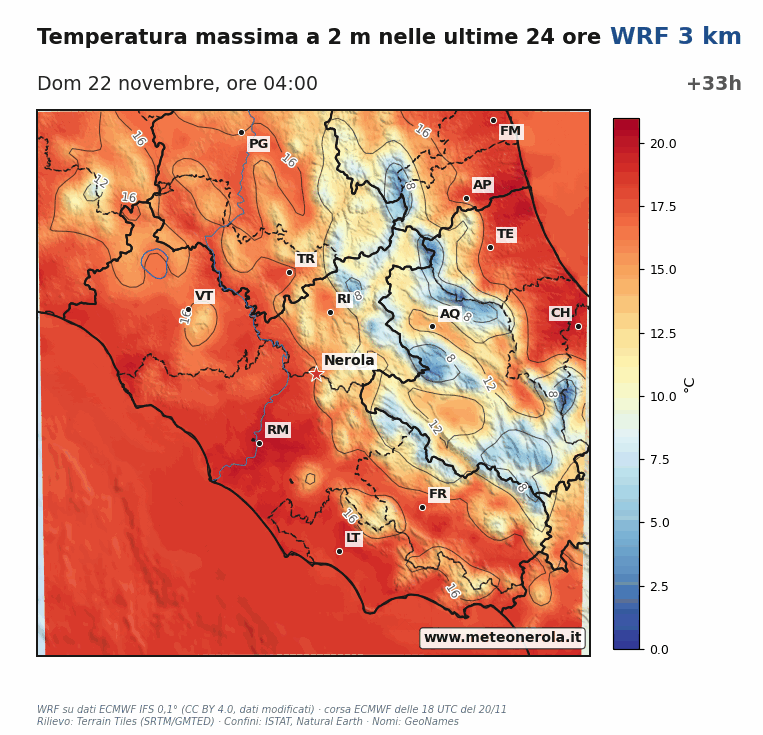 Temperatura massima a 2 m nelle ultime 24 ore WRF 3 km
Dom 22 novembre, ore 04:00 +33h
16
PG
16
16
FM
12
16
8
AP
TE
TR
8
RI
VT
16
AQ
8
CH
20.0
17.5
15.0
12.5
10.0
7.5
5.0
2.5
0.0
°C
Nerola
8
12
8
12
RM
8
FR
16
LT
16
www.meteonerola.it
WRF su dati ECMWF IFS 0,1° (CC BY 4.0, dati modificati) · corsa ECMWF delle 18 UTC del 20/11
Rilievo: Terrain Tiles (SRTM/GMTED) · Confini: ISTAT, Natural Earth · Nomi: GeoNames